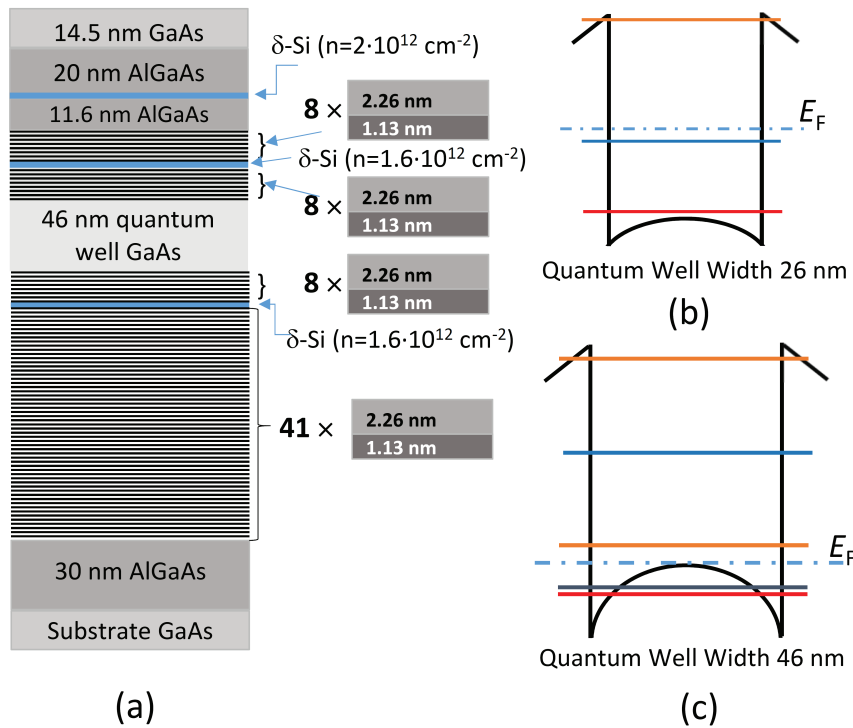 14.5 nm GaAs
20 nm AlGaAs
11.6 nm AlGaAs
46 nm quantum
well GaAs
30 nm AlGaAs
Substrate GaAs
(a)
δ-Si (n=2·10¹² cm⁻²)
8 ×
2.26 nm
1.13 nm
}
δ-Si (n=1.6·10¹² cm⁻²)
}
8 ×
2.26 nm
1.13 nm
}
8 ×
2.26 nm
1.13 nm
δ-Si (n=1.6·10¹² cm⁻²)
41 ×
2.26 nm
1.13 nm
E_F
Quantum Well Width 26 nm
(b)
E_F
Quantum Well Width 46 nm
(c)